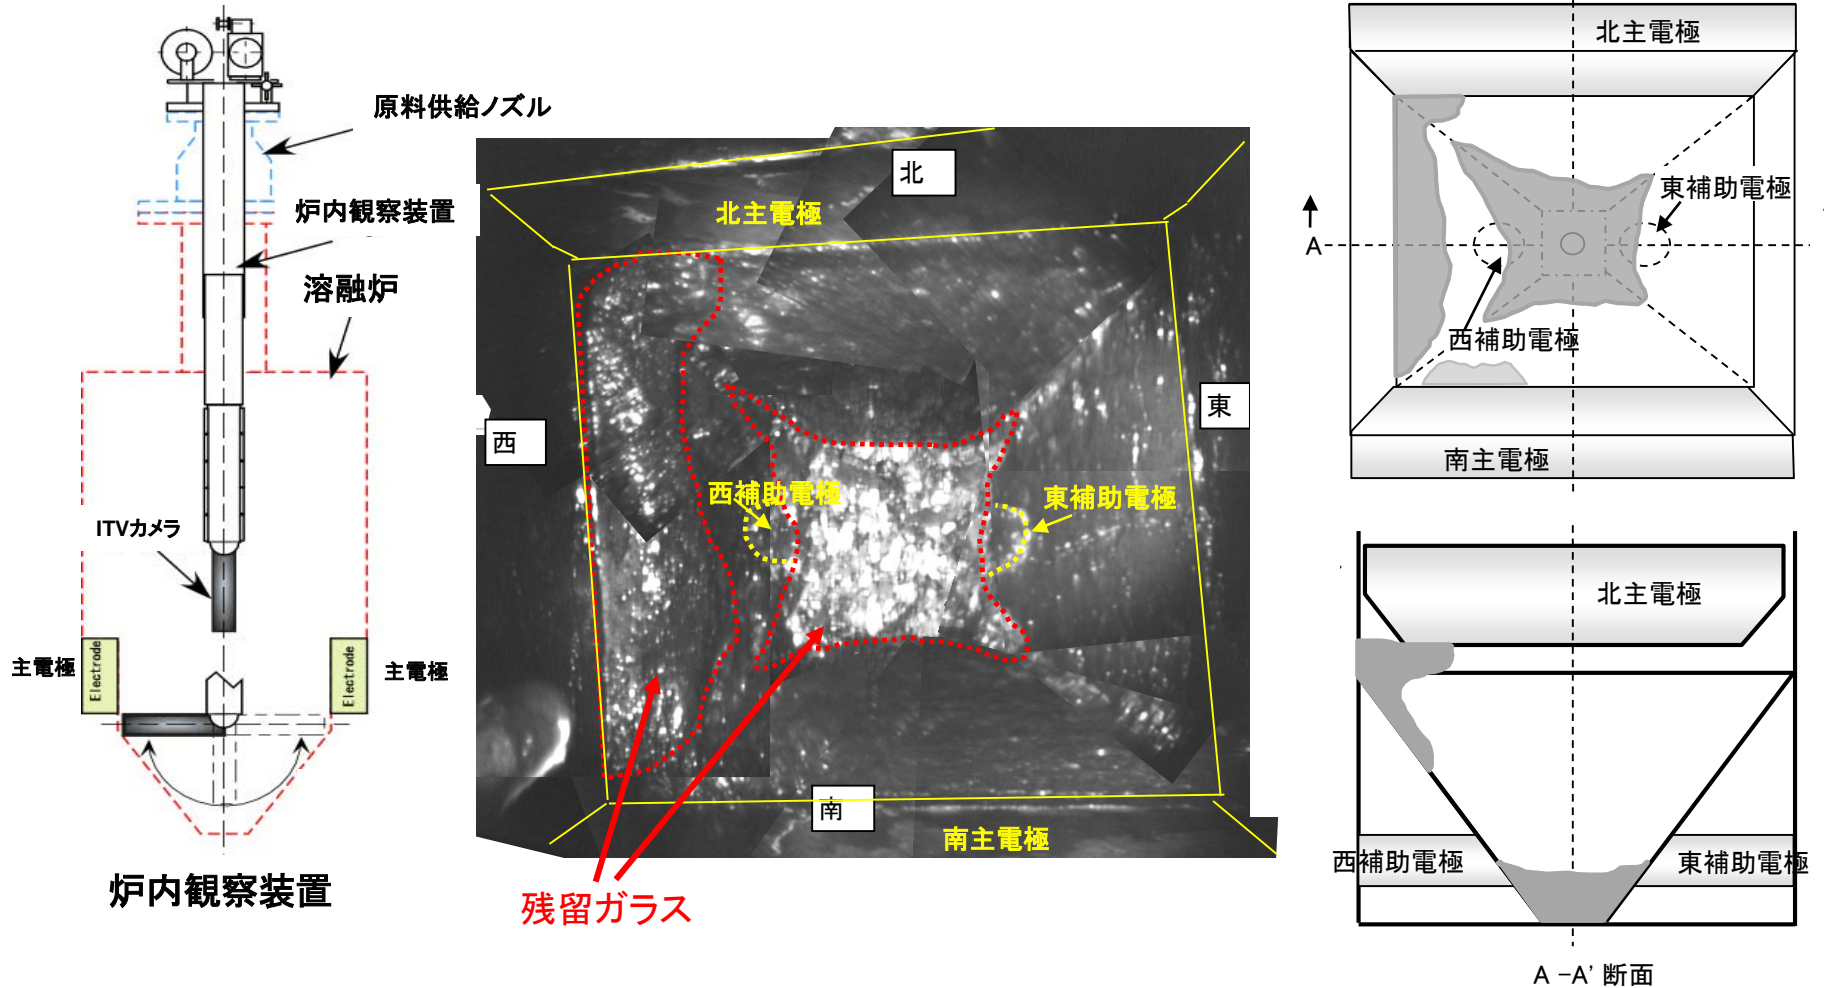 原料供給ノズル
炉内観察装置
溶融炉
ITVカメラ
主電極
Electrode
Electrode
主電極
炉内観察装置
北
北主電極
東
西
西補助電極
東補助電極
南
南主電極
残留ガラス
北主電極
東補助電極
A
西補助電極
南主電極
北主電極
西補助電極
東補助電極
A -A' 断面